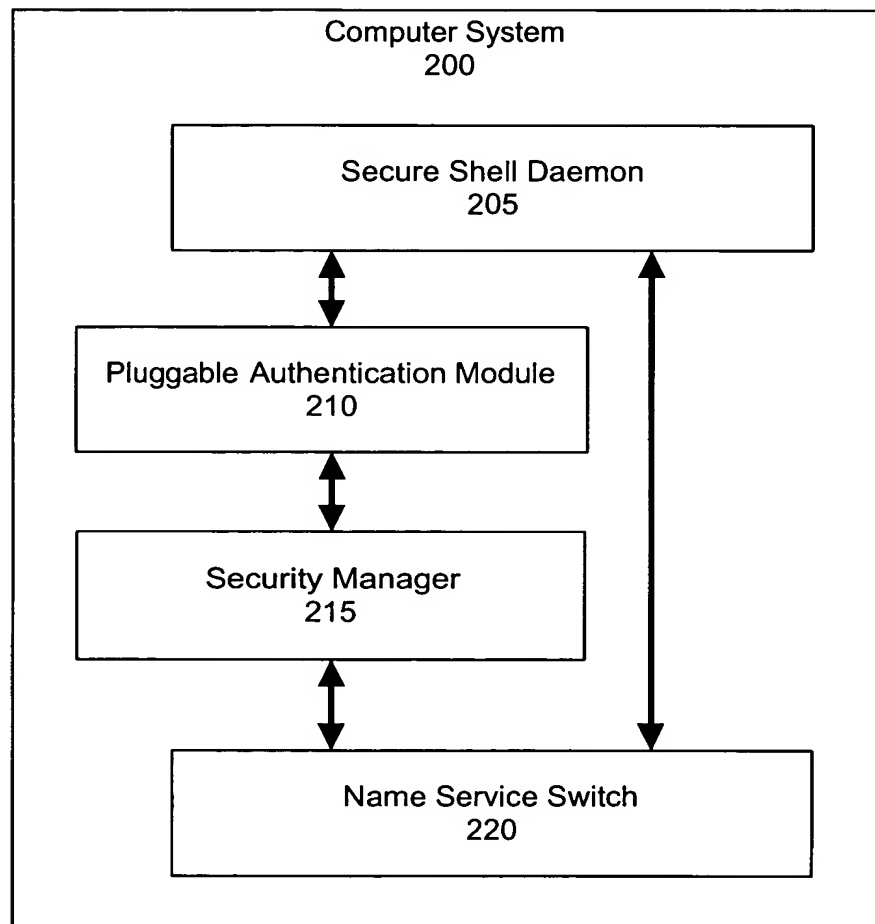 Computer System
200
Secure Shell Daemon
205
Pluggable Authentication Module
210
Security Manager
215
Name Service Switch
220